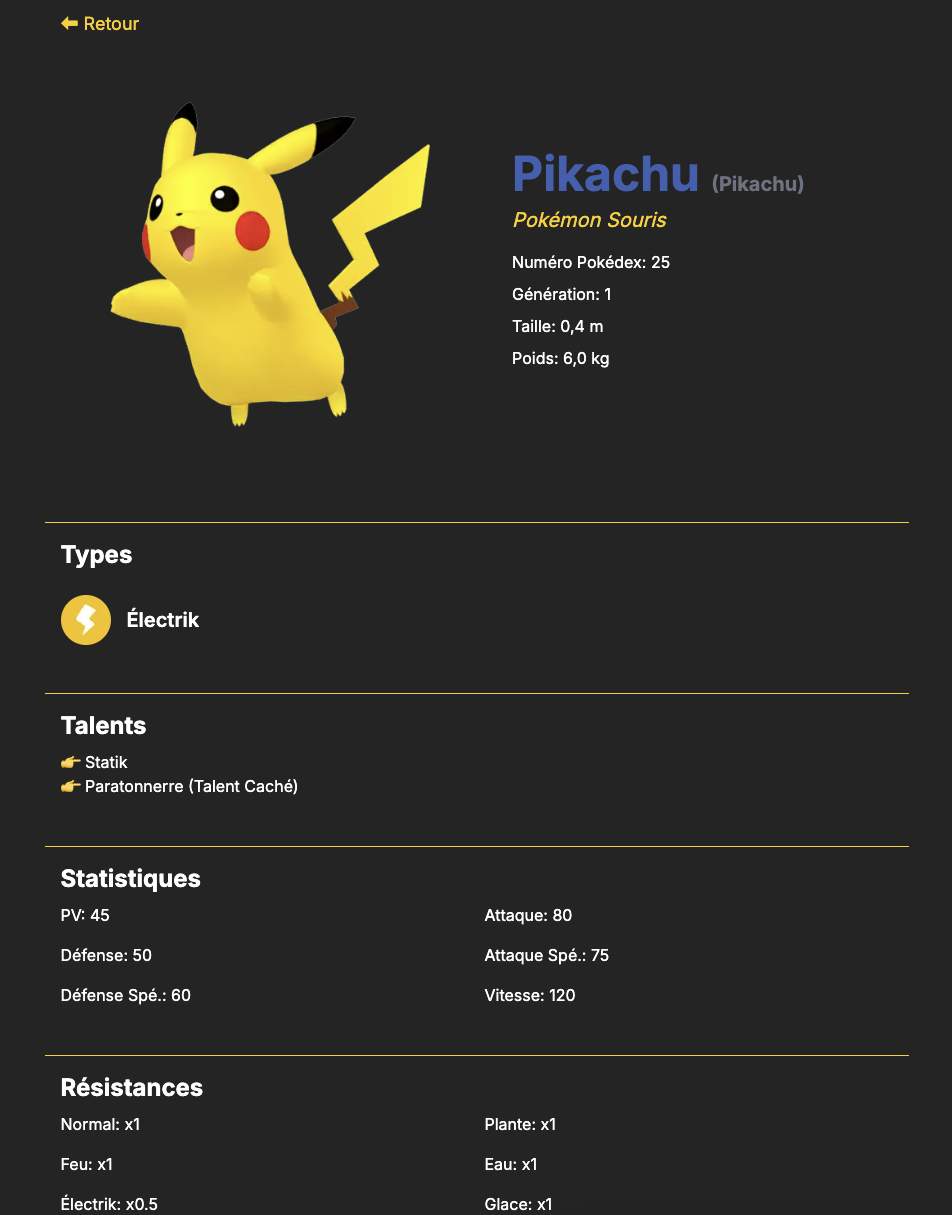 ⬅ Retour
Pikachu (Pikachu)
Pokémon Souris
Numéro Pokédex: 25
Génération: 1
Taille: 0,4 m
Poids: 6,0 kg
Types
Électrik
Talents
👉 Statik
👉 Paratonnerre (Talent Caché)
Statistiques
PV: 45 Attaque: 80
Défense: 50 Attaque Spé.: 75
Défense Spé.: 60 Vitesse: 120
Résistances
Normal: x1 Plante: x1
Feu: x1 Eau: x1
Électrik: x0.5 Glace: x1